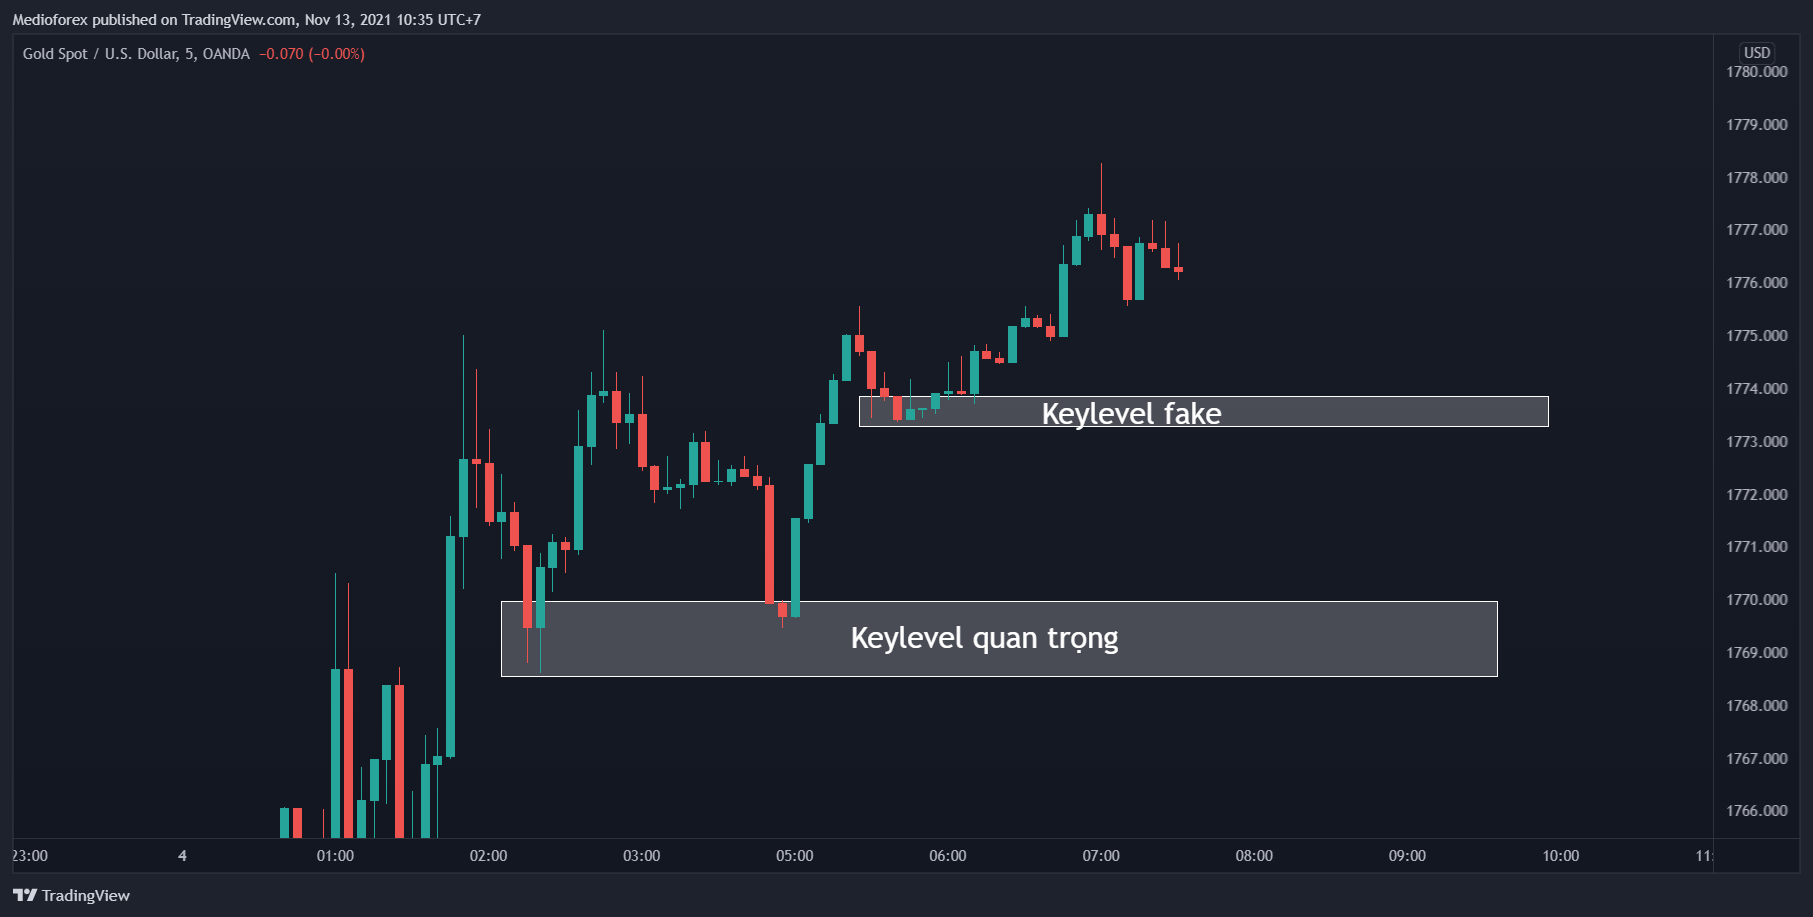 Medioforex published on TradingView.com, Nov 13, 2021 10:35 UTC+7
Gold Spot / U.S. Dollar, 5, OANDA −0.070 (−0.00%)
USD
1780.000
1779.000
1778.000
1777.000
1776.000
1775.000
1774.000
Keylevel fake
1773.000
1772.000
1771.000
1770.000
Keylevel quan trọng
1769.000
1768.000
1767.000
1766.000
23:00 4 01:00 02:00 03:00 05:00 06:00 07:00 08:00 09:00 10:00 11:
TradingView